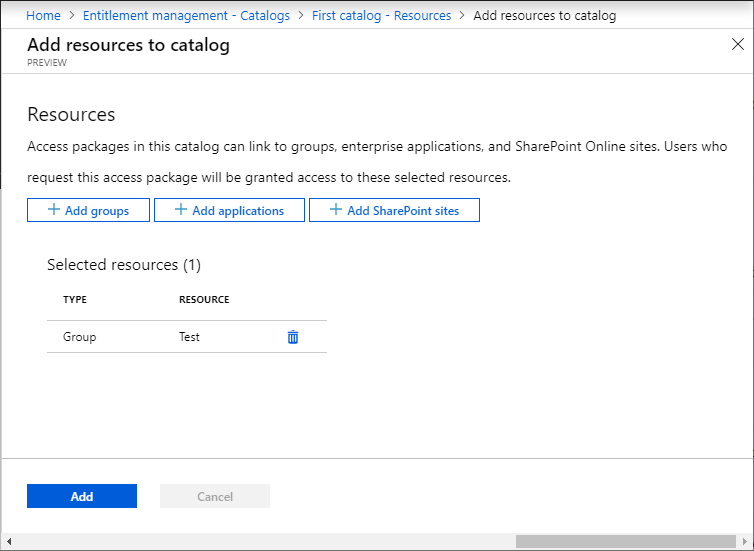 Home > Entitlement management - Catalogs > First catalog - Resources > Add resources to catalog
Add resources to catalog
PREVIEW
Resources
Access packages in this catalog can link to groups, enterprise applications, and SharePoint Online sites. Users who
request this access package will be granted access to these selected resources.
+ Add groups + Add applications + Add SharePoint sites
Selected resources (1)
TYPE RESOURCE
Group Test
Add Cancel